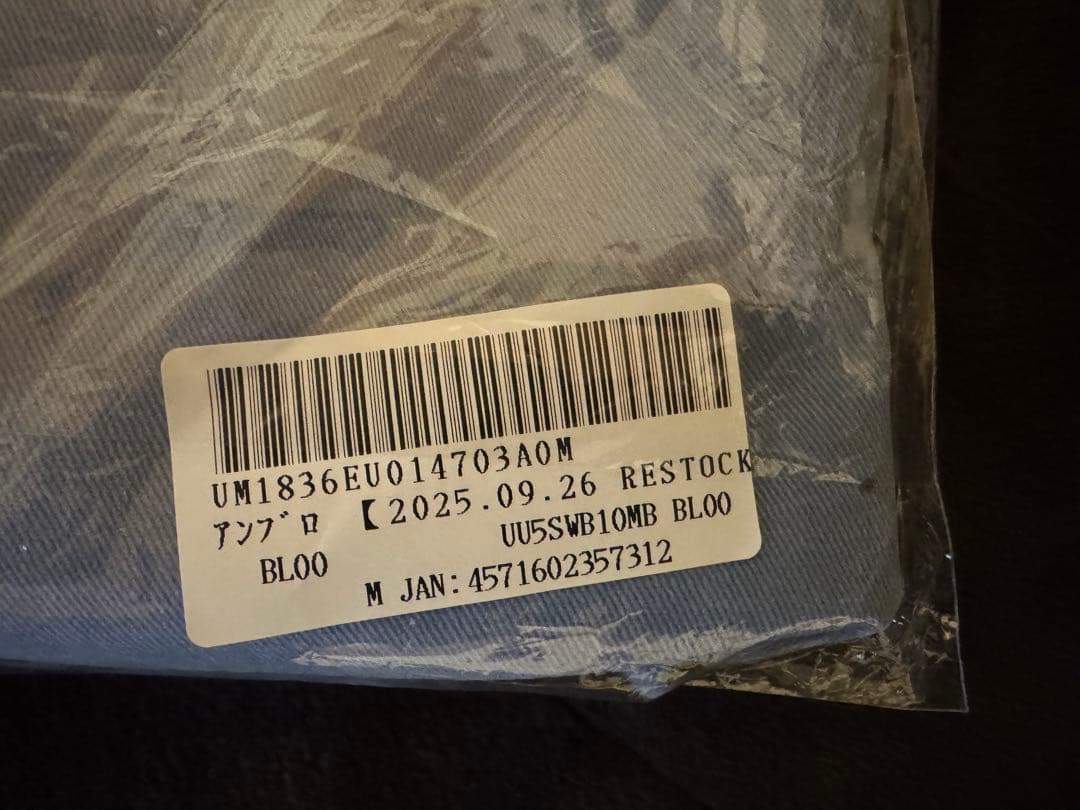 UM1836EU014703A0M
アンブロ 【2025.09.26 RESTOCK
UU5SWB10MB BL00
BL00
M JAN:4571602357312